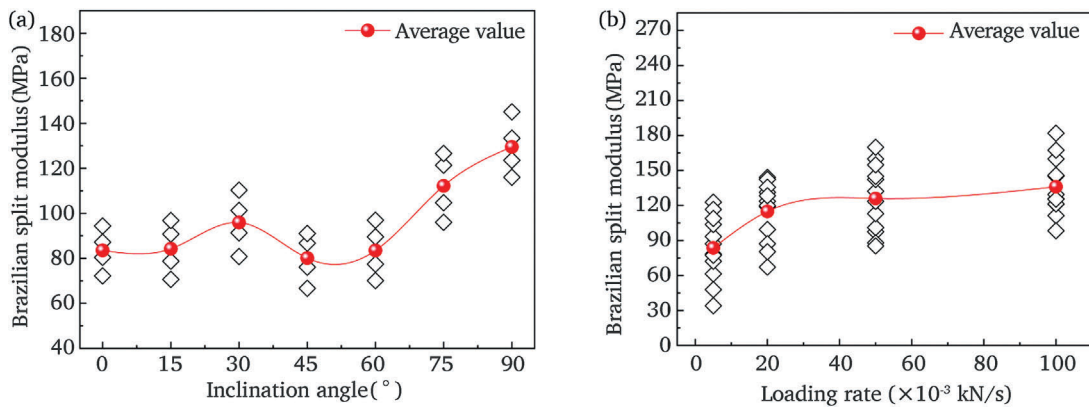 (a)
Average value
Brazilian split modulus(MPa)
180
160
140
120
100
80
60
40
0 15 30 45 60 75 90
Inclination angle(°)
(b)
Average value
Brazilian split modulus(MPa)
270
240
210
180
150
120
90
60
30
0
0 20 40 60 80 100
Loading rate (×10⁻³ kN/s)